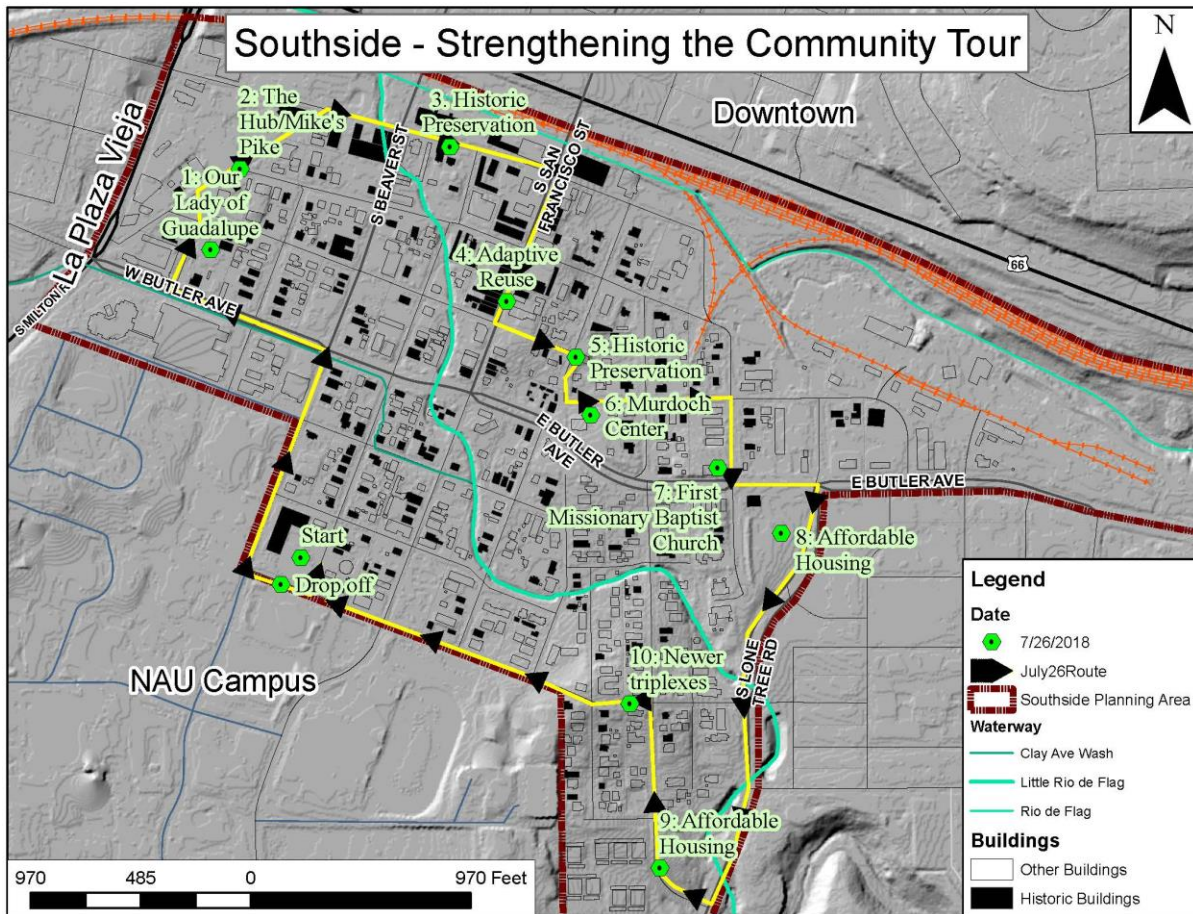 Southside - Strengthening the Community Tour
N
Downtown
La Plaza Vieja
2: The
Hub/Mike's
Pike
3. Historic
Preservation
S BEAVER ST
S SAN
FRANCISCO ST
1: Our
Lady of
Guadalupe
66
4: Adaptive
Reuse
W BUTLER AVE
S MILTON
5: Historic
Preservation
6: Murdoch
Center
E BUTLER
AVE
E BUTLER AVE
7: First
Missionary Baptist
Church
8: Affordable
Housing
Start
Drop off
S LONE
TREE RD
10: Newer
triplexes
NAU Campus
9: Affordable
Housing
970 485 0 970 Feet
Legend
Date
7/26/2018
July26Route
Southside Planning Area
Waterway
Clay Ave Wash
Little Rio de Flag
Rio de Flag
Buildings
Other Buildings
Historic Buildings